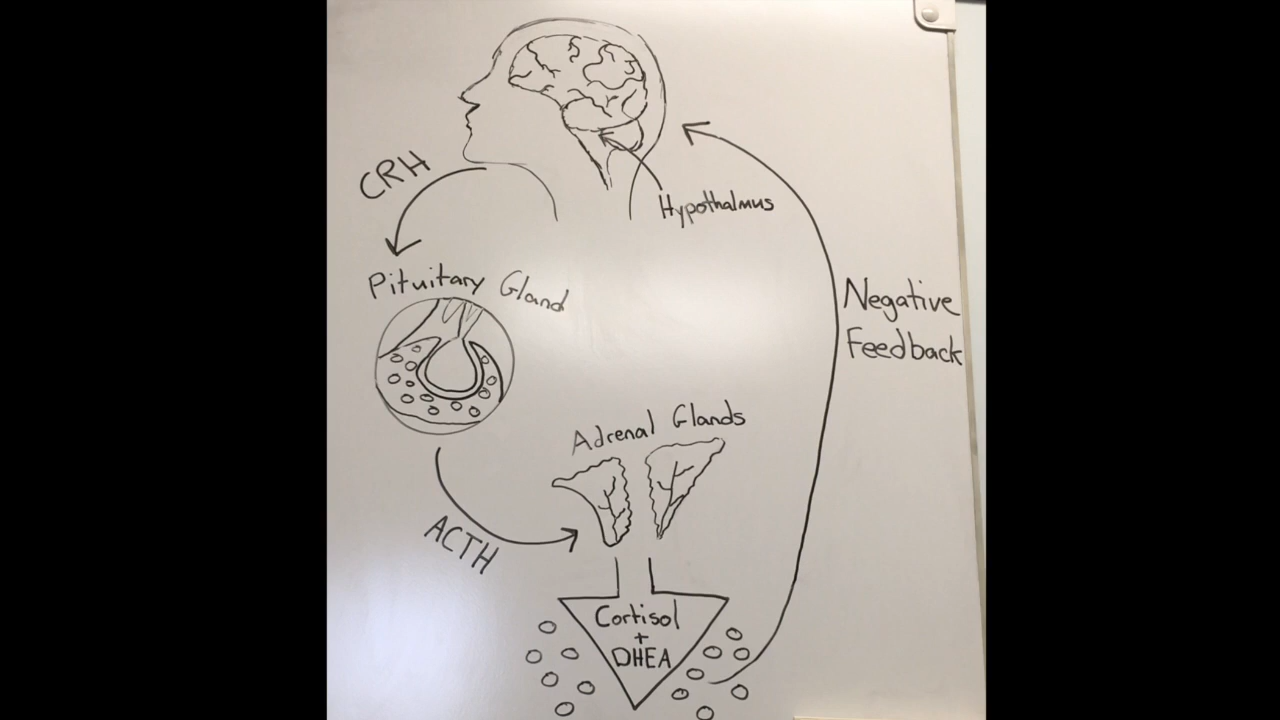 CRH
Hypothalmus
Pituitary Gland
Negative
Feedback
Adrenal Glands
ACTH
Cortisol
+
DHEA